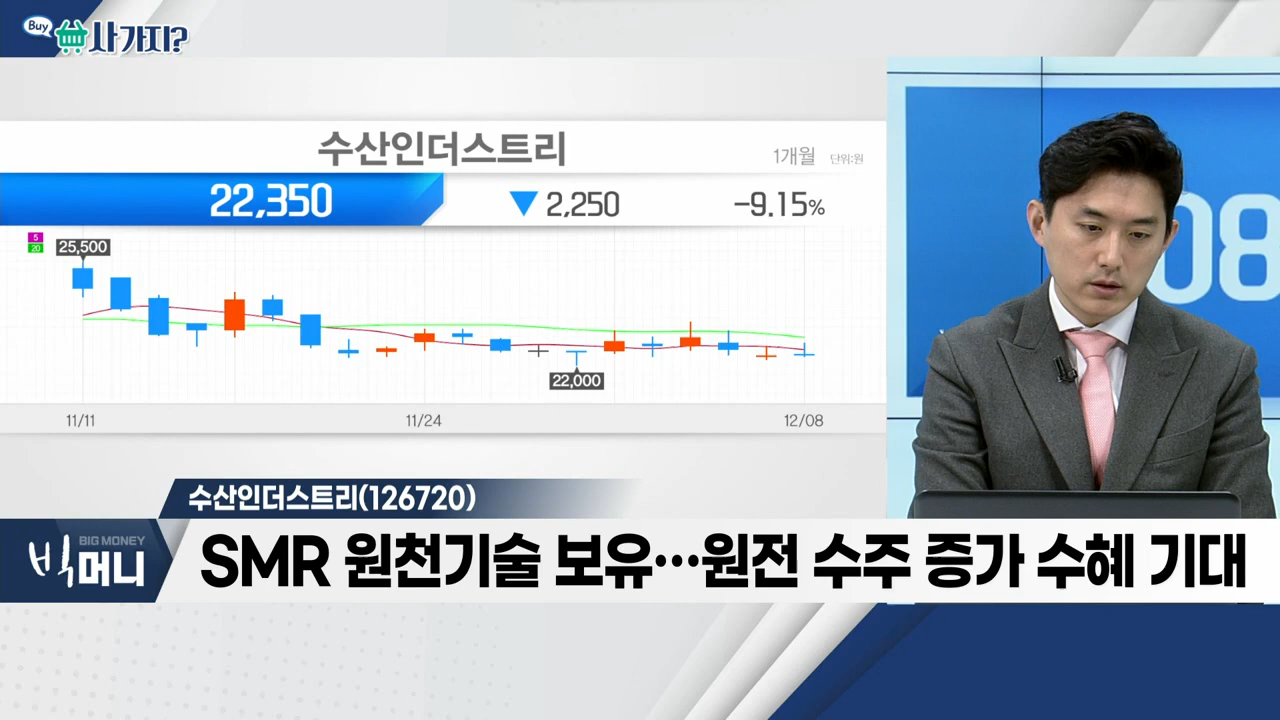 Buy 사가지?
수산인더스트리
1개월 단위:원
22,350 ▼ 2,250 -9.15%
5
20
25,500
22,000
11/11 11/24 12/08
08
수산인더스트리(126720)
BIG MONEY
빅머니
SMR 원천기술 보유…원전 수주 증가 수혜 기대